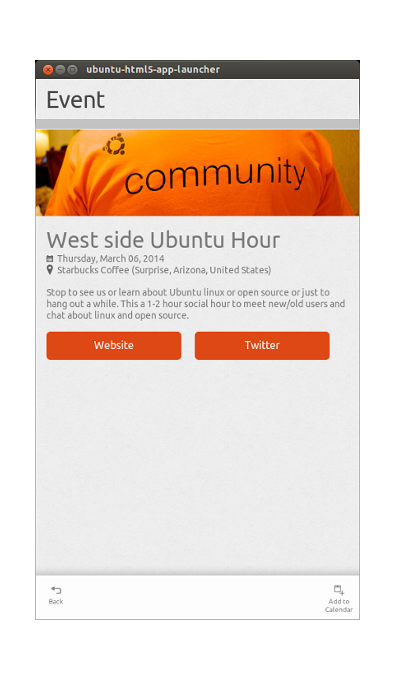 ubuntu-html5-app-launcher
Event
community
West side Ubuntu Hour
Thursday, March 06, 2014
Starbucks Coffee (Surprise, Arizona, United States)
Stop to see us or learn about Ubuntu linux or open source or just to
hang out a while. This a 1-2 hour social hour to meet new/old users and
chat about linux and open source.
Website
Twitter
Back
Add to
Calendar